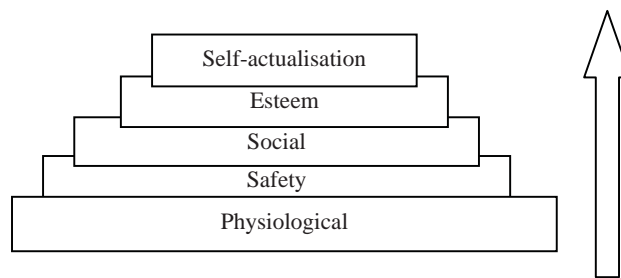 Self-actualisation
Esteem
Social
Safety
Physiological